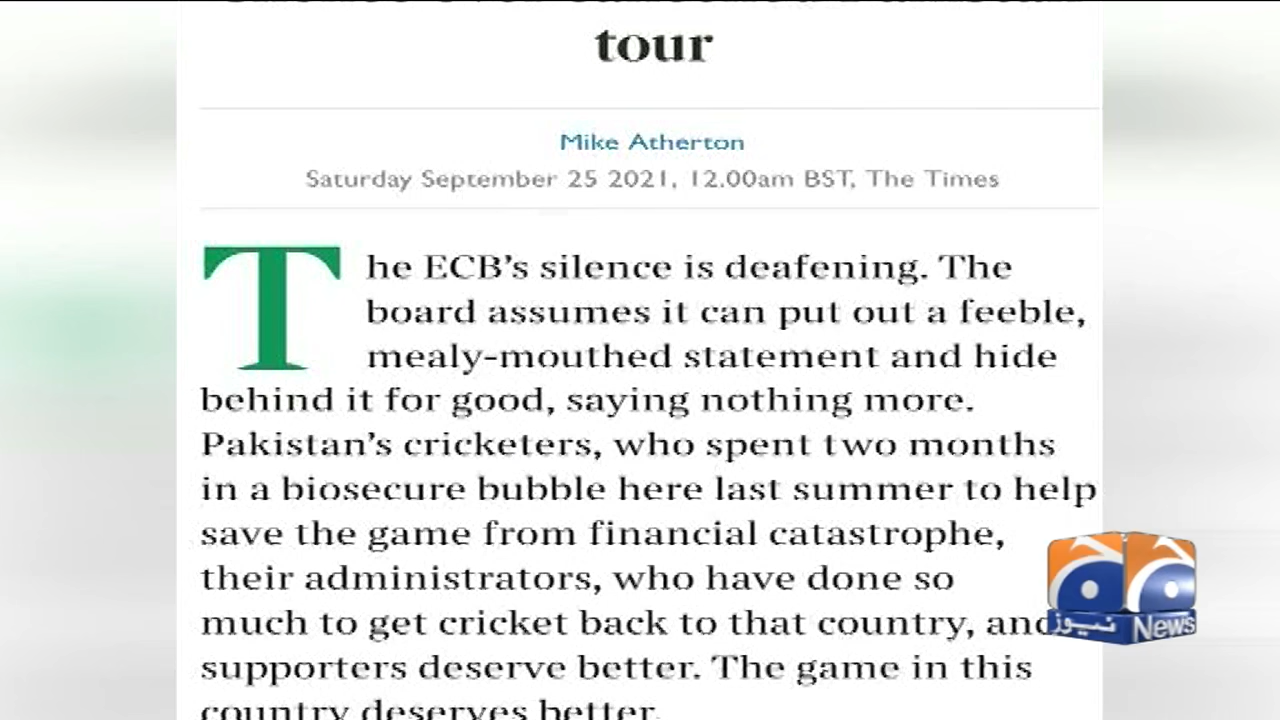 tour
Mike Atherton
Saturday September 25 2021, 12.00am BST, The Times
The ECB's silence is deafening. The
board assumes it can put out a feeble,
mealy-mouthed statement and hide
behind it for good, saying nothing more.
Pakistan's cricketers, who spent two months
in a biosecure bubble here last summer to help
save the game from financial catastrophe,
their administrators, who have done so
much to get cricket back to that country, and
supporters deserve better. The game in this
country deserves better.
نیوز News